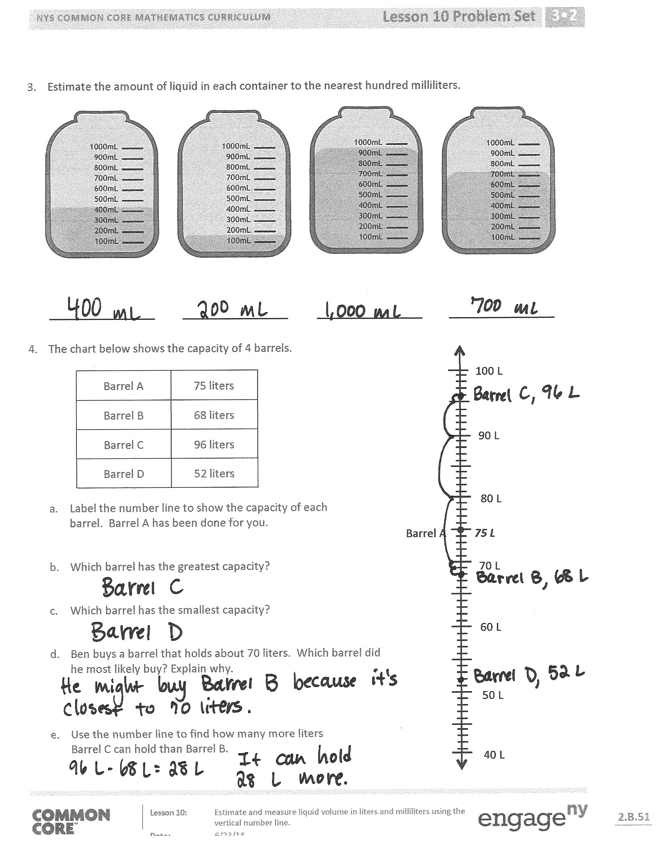 NYS COMMON CORE MATHEMATICS CURRICULUM
Lesson 10 Problem Set 3•2
3. Estimate the amount of liquid in each container to the nearest hundred milliliters.
1000mL 1000mL 1000mL 1000mL
900mL 900mL 900mL 900mL
800mL 800mL 800mL 800mL
700mL 700mL 700mL 700mL
600mL 600mL 600mL 600mL
500mL 500mL 500mL 500mL
400mL 400mL 400mL 400mL
300mL 300mL 300mL 300mL
200mL 200mL 200mL 200mL
100mL 100mL 100mL 100mL
400 mL 200 mL 1,000 mL 700 mL
4. The chart below shows the capacity of 4 barrels.
Barrel A 75 liters
Barrel B 68 liters
Barrel C 96 liters
Barrel D 52 liters
100 L
Barrel C, 96 L
90 L
80 L
Barrel A 75 L
70 L
Barrel B, 68 L
60 L
Barrel D, 52 L
50 L
40 L
a. Label the number line to show the capacity of each
barrel. Barrel A has been done for you.
b. Which barrel has the greatest capacity?
Barrel C
c. Which barrel has the smallest capacity?
Barrel D
d. Ben buys a barrel that holds about 70 liters. Which barrel did
he most likely buy? Explain why.
He might buy Barrel B because it's
closest to 70 liters.
e. Use the number line to find how many more liters
Barrel C can hold than Barrel B.
96 L - 68 L = 28 L
It can hold
28 L more.
COMMON
CORE™
Lesson 10:
Estimate and measure liquid volume in liters and milliliters using the
vertical number line.
engage ny
2.B.51